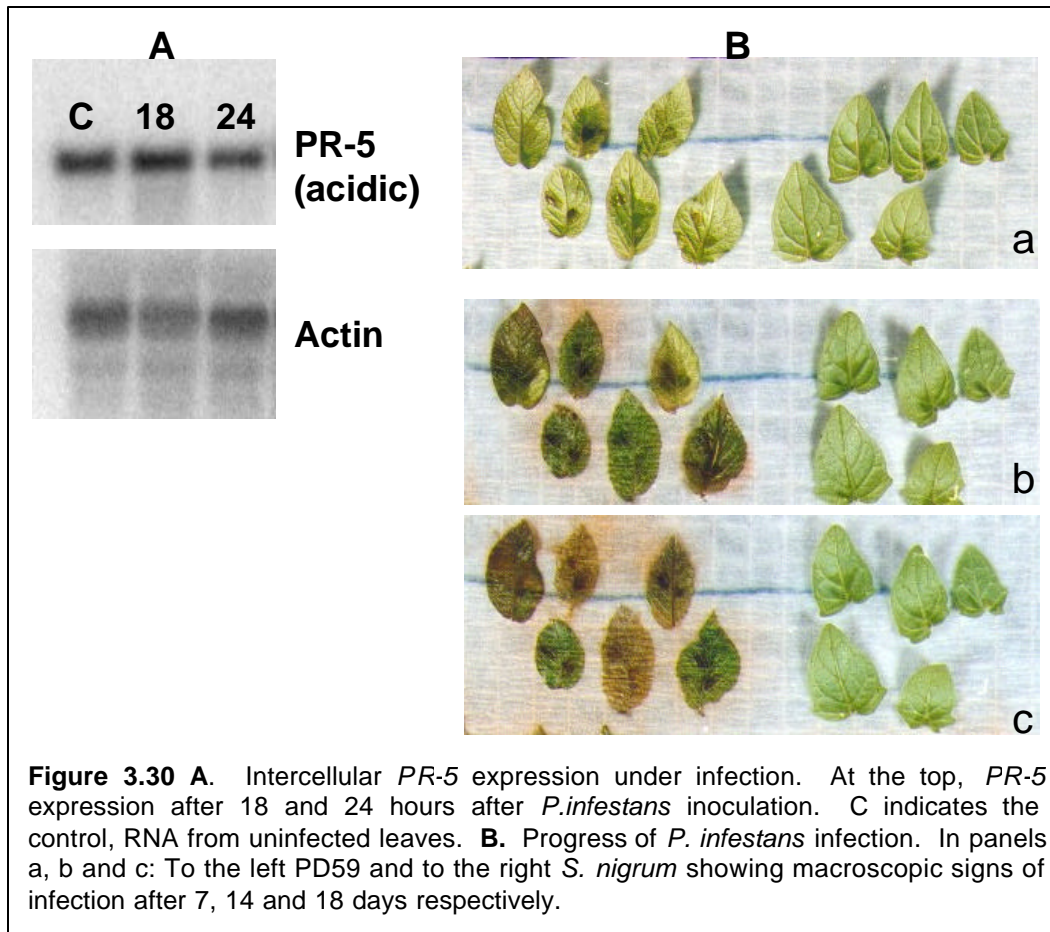 A
B
C 18 24
PR-5
(acidic)
Actin
a
b
c
Figure 3.30 A. Intercellular PR-5 expression under infection. At the top, PR-5
expression after 18 and 24 hours after P.infestans inoculation. C indicates the
control, RNA from uninfected leaves. B. Progress of P. infestans infection. In panels
a, b and c: To the left PD59 and to the right S. nigrum showing macroscopic signs of
infection after 7, 14 and 18 days respectively.